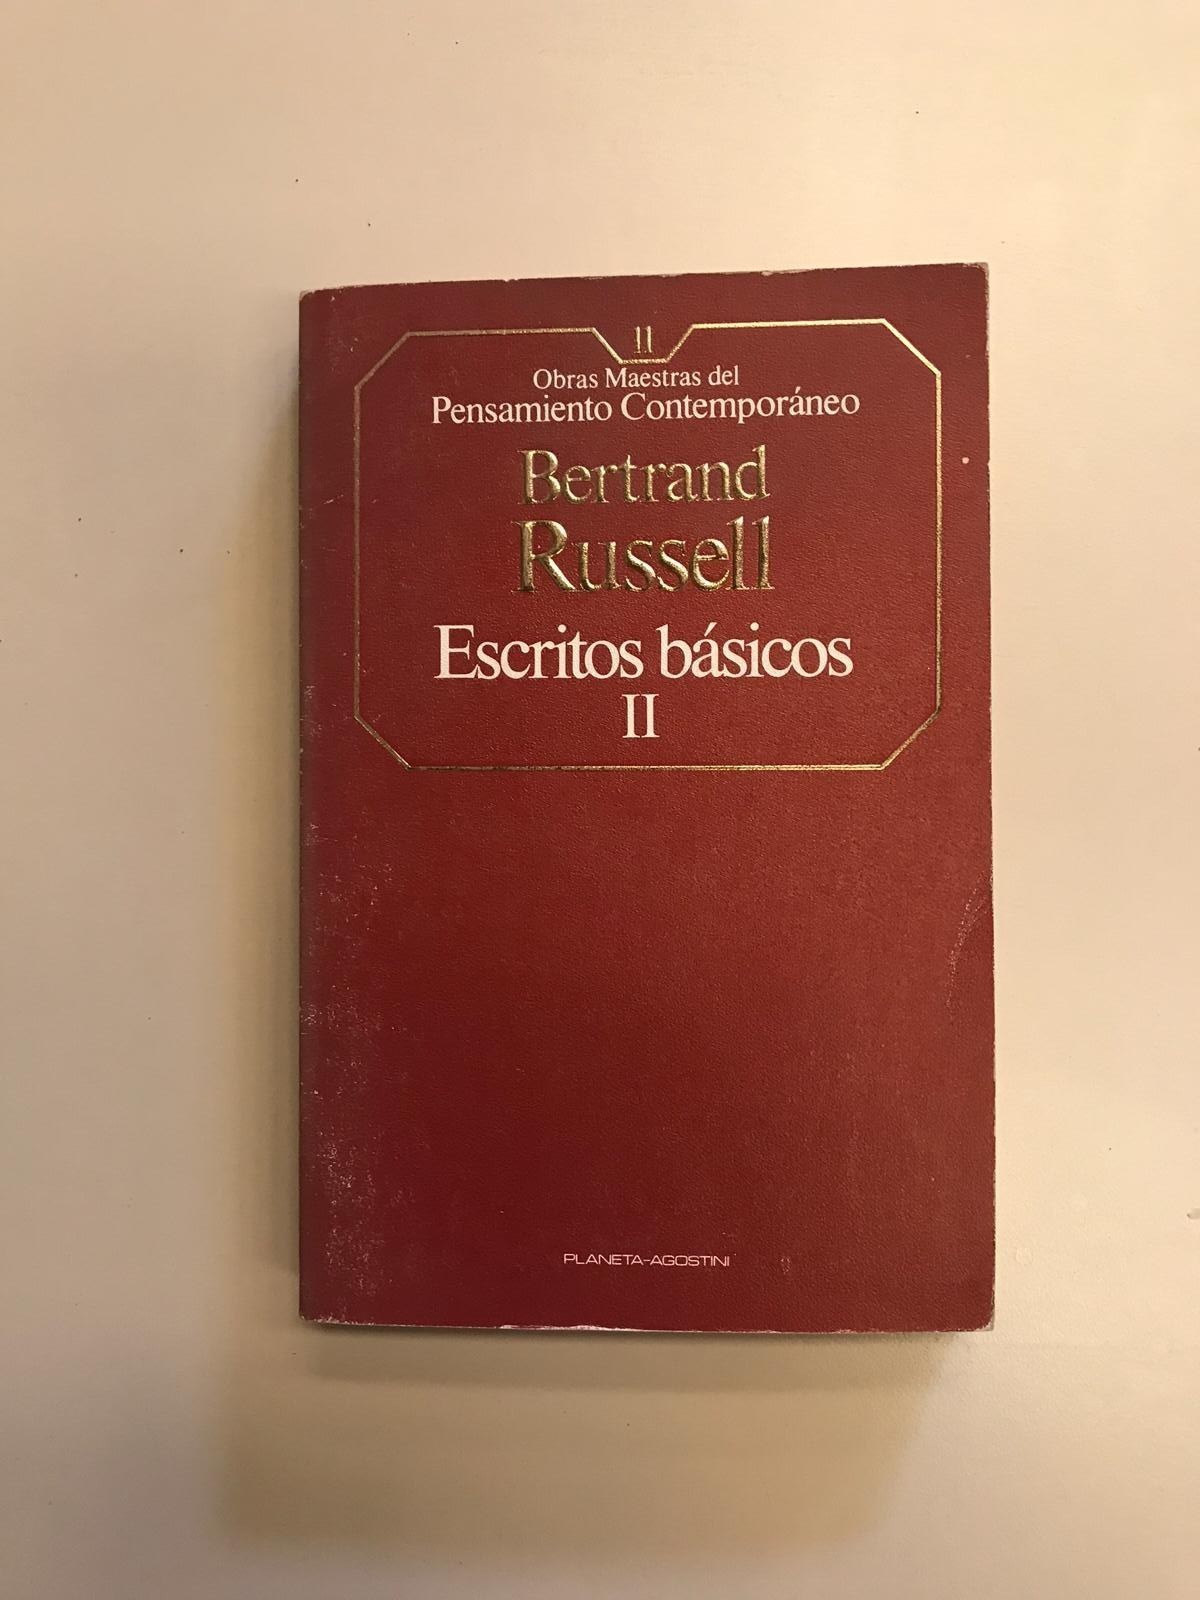 11
Obras Maestras del
Pensamiento Contemporáneo
Bertrand
Russell
Escritos básicos
II
PLANETA-AGOSTINI